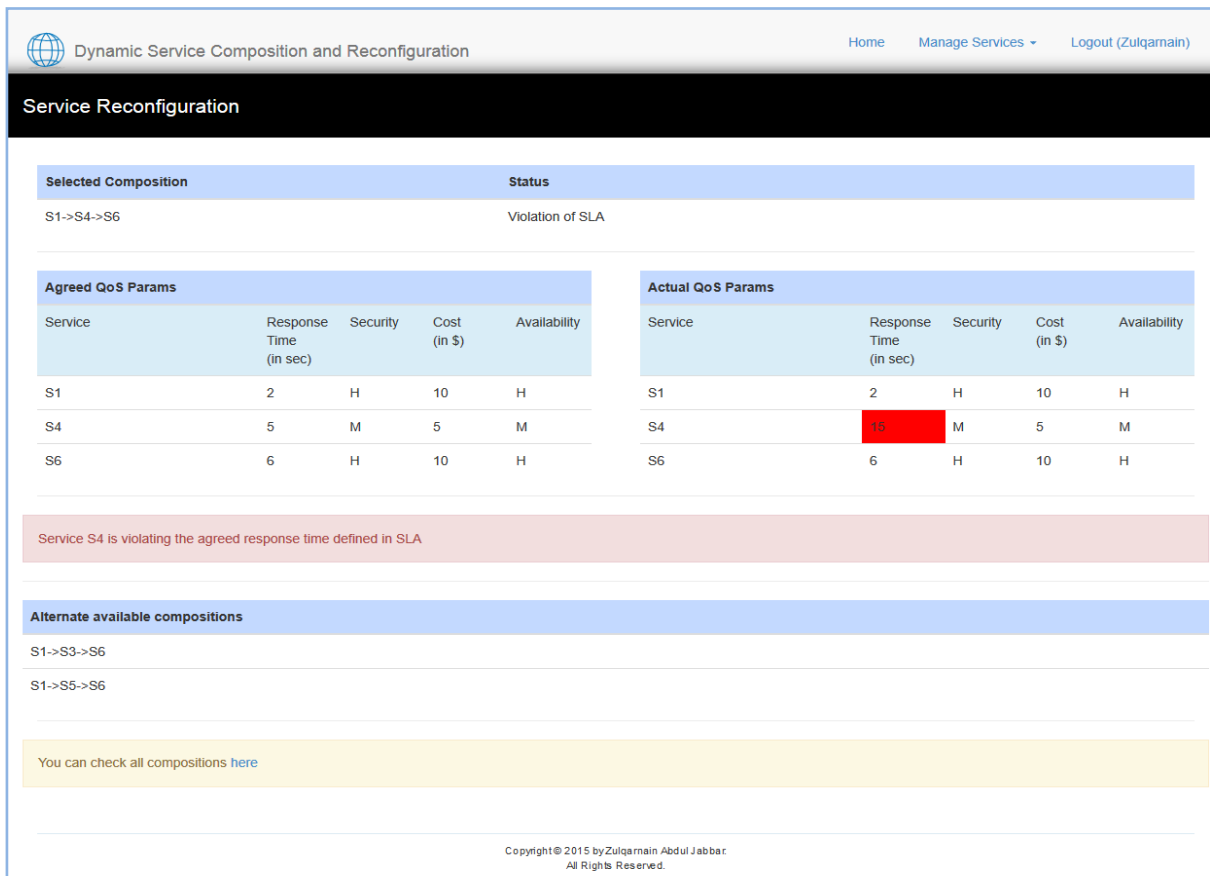 Dynamic Service Composition and Reconfiguration
Home Manage Services Logout (Zulqarnain)
Service Reconfiguration
Selected Composition Status
S1->S4->S6 Violation of SLA
Agreed QoS Params
Service Response Time (in sec) Security Cost (in $) Availability
S1 2 H 10 H
S4 5 M 5 M
S6 6 H 10 H
Actual QoS Params
Service Response Time (in sec) Security Cost (in $) Availability
S1 2 H 10 H
S4 15 M 5 M
S6 6 H 10 H
Service S4 is violating the agreed response time defined in SLA
Alternate available compositions
S1->S3->S6
S1->S5->S6
You can check all compositions here
Copyright © 2015 by Zulqarnain Abdul Jabbar.
All Rights Reserved.